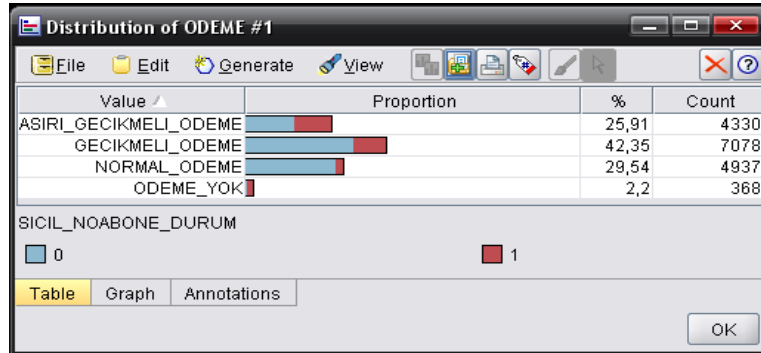 Distribution of ODEME #1
File Edit Generate View
Value Proportion % Count
ASIRI_GECIKMELI_ODEME 25,91 4330
GECIKMELI_ODEME 42,35 7078
NORMAL_ODEME 29,54 4937
ODEME_YOK 2,2 368
SICIL_NOABONE_DURUM
0 1
Table Graph Annotations
OK